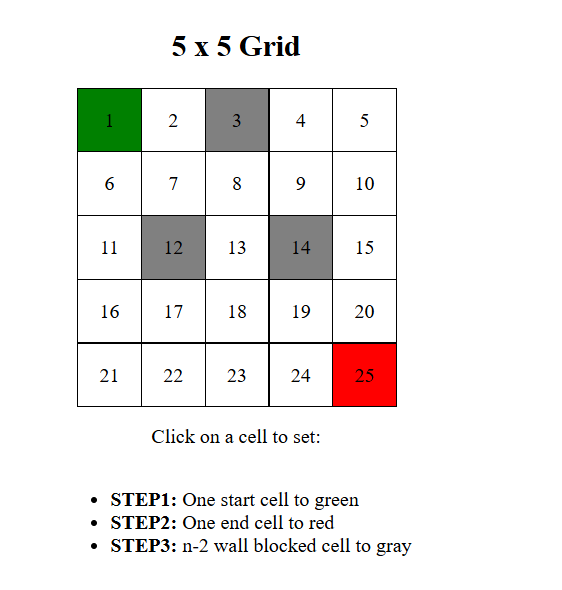 5 x 5 Grid
1 2 3 4 5
6 7 8 9 10
11 12 13 14 15
16 17 18 19 20
21 22 23 24 25
Click on a cell to set:
• STEP1: One start cell to green
• STEP2: One end cell to red
• STEP3: n-2 wall blocked cell to gray